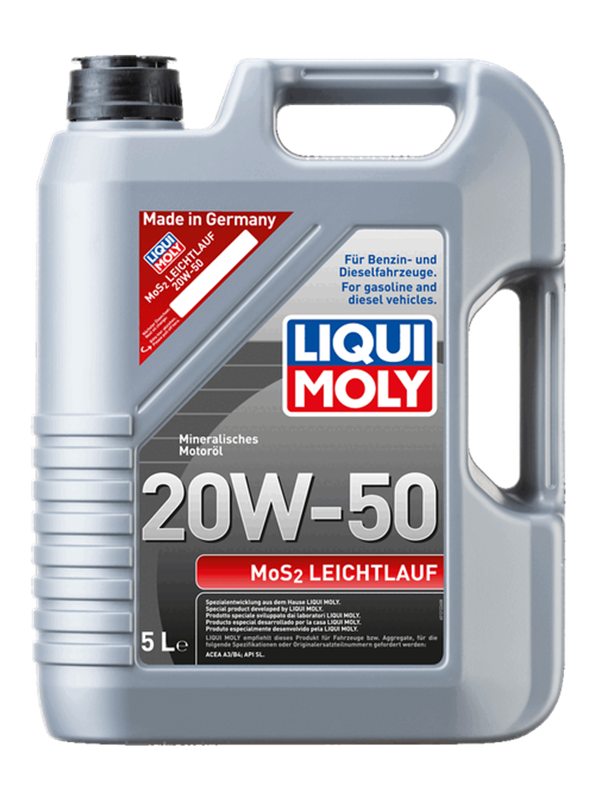 Made in Germany
LIQUI
MOLY
MoS2 LEICHTLAUF
20W-50
Für Benzin- und
Dieselfahrzeuge.
For gasoline and
diesel vehicles.
LIQUI
MOLY
Mineralisches
Motoröl
20W-50
MoS2 LEICHTLAUF
Spezialentwicklung aus dem Hause LIQUI MOLY.
Special product developed by LIQUI MOLY.
Prodotto speciale sviluppato dai laboratori LIQUI MOLY.
Producto especial desarrollado por la casa LIQUI MOLY.
Producto especialmente desenvolvido pela LIQUI MOLY.
LIQUI MOLY empfiehlt dieses Produkt für Fahrzeuge bzw. Aggregate, für die
folgende Spezifikationen oder Originalersatzteilnummern gefordert werden:
ACEA A3/B4; API SL.
5 L e